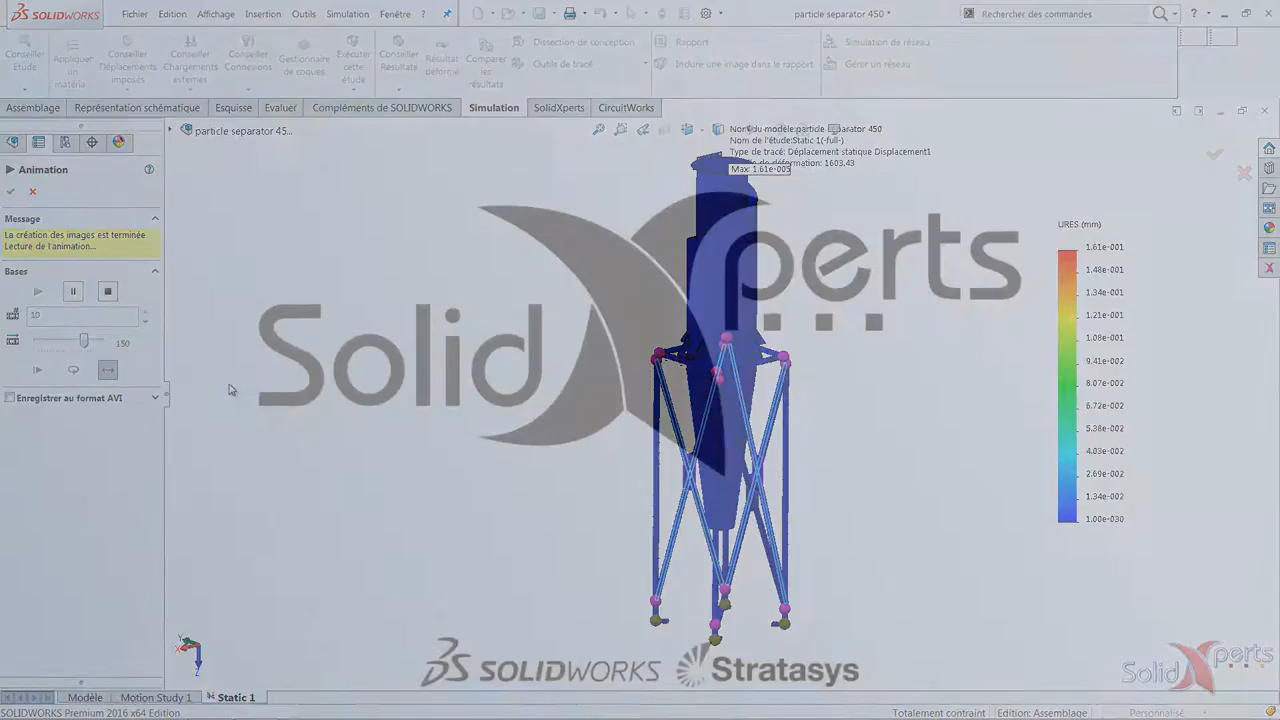 SOLIDWORKS
Fichier Edition Affichage Insertion Outils Simulation Fenêtre ?
particle separator 450 *
Rechercher des commandes
Conseiller Etude
Appliquer un matéria
Conseiller Déplacements imposés
Conseiller Chargements externes
Conseiller Connexions
Gestionnaire de coques
Exécuter cette étude
Conseiller Résultats
Résultat déformé
Comparer les résultats
Dissection de conception
Outils de tracé
Rapport
Indure une image dans le rapport
Simulation de réseau
Gérer un réseau
Assemblage Représentation schématique Esquisse Evaluer Compléments de SOLIDWORKS Simulation SolidXperts CircuitWorks
particle separator 45...
Animation
Message
La création des images est terminée
Lecture de l'animation...
Bases
10
150
Enregistrer au format AVI
Nom du modèle:particle separator 450
Nom de l'étude:Static 1(-full-)
Type de tracé: Déplacement statique Displacement1
de déformation: 1603.43
Max: 1.61e-005
URES (mm)
1.61e-001
1.48e-001
1.34e-001
1.21e-001
1.08e-001
9.41e-002
8.07e-002
6.72e-002
5.38e-002
4.03e-002
2.69e-002
1.34e-002
1.00e-030
SolidXperts
SOLIDWORKS Stratasys
SolidXperts
Y
X
Z
Modèle Motion Study 1 Static 1
SOLIDWORKS Premium 2016 x64 Edition
Totalement contraint Edition: Assemblage Personnalisé